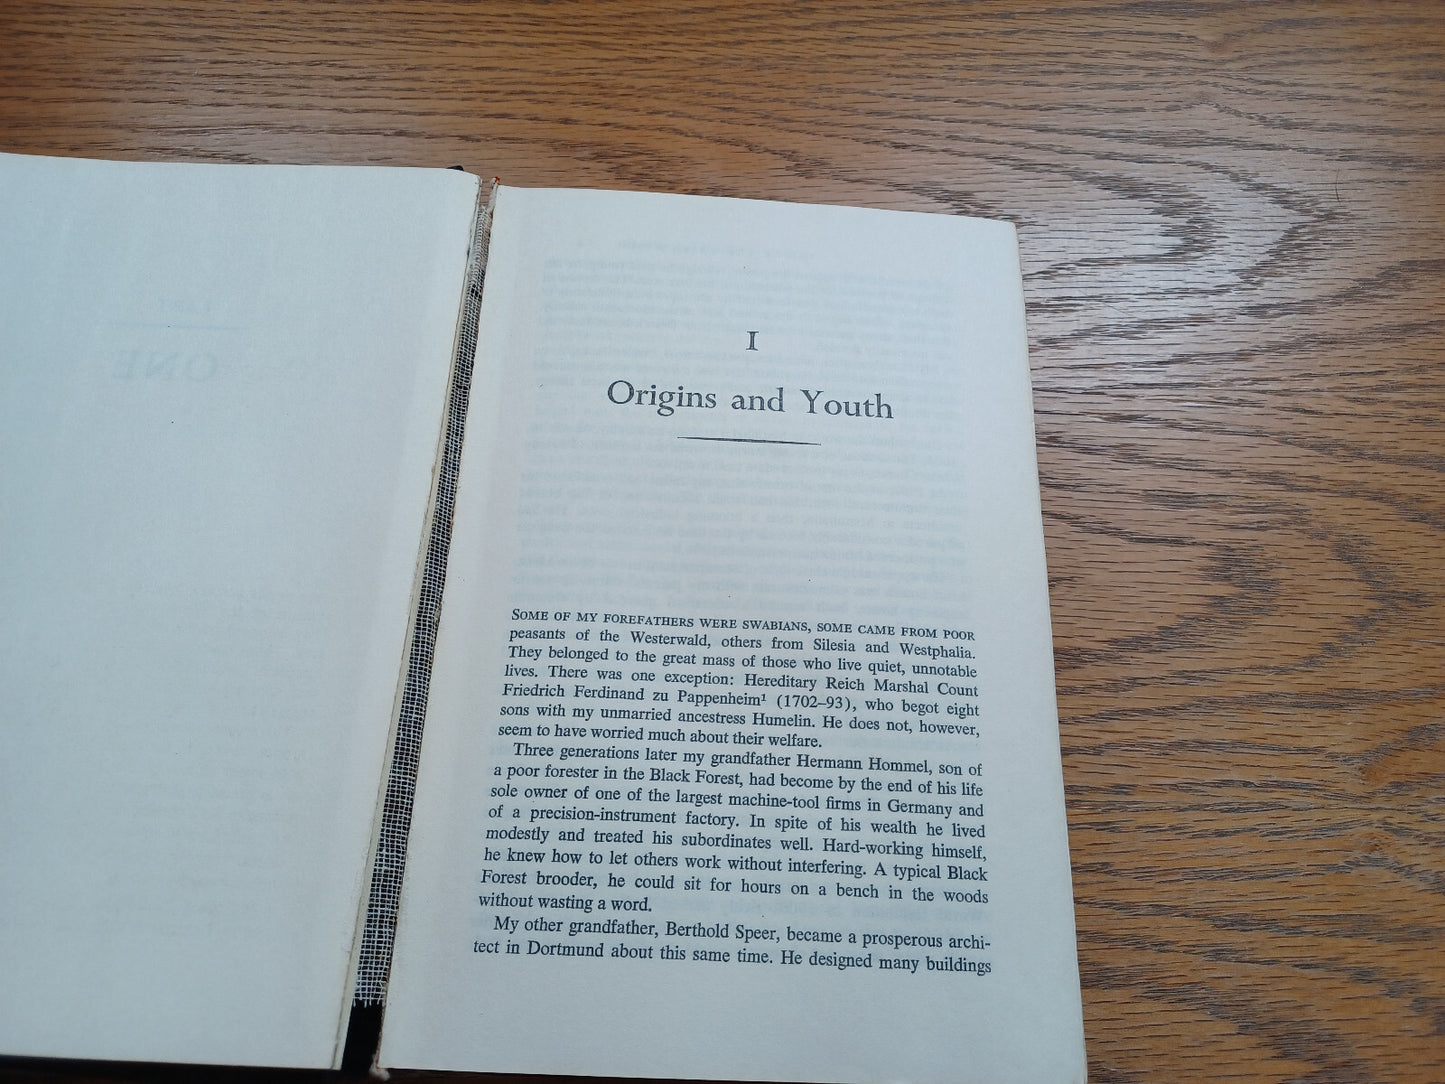 ONE
I
Origins and Youth
SOME OF MY FOREFATHERS WERE SWABIANS, SOME CAME FROM POOR
peasants of the Westerwald, others from Silesia and Westphalia.
They belonged to the great mass of those who live quiet, unnotable
lives. There was one exception: Hereditary Reich Marshal Count
Friedrich Ferdinand zu Pappenheim¹ (1702–93), who begot eight
sons with my unmarried ancestress Humelin. He does not, however,
seem to have worried much about their welfare.
Three generations later my grandfather Hermann Hommel, son of
a poor forester in the Black Forest, had become by the end of his life
sole owner of one of the largest machine-tool firms in Germany and
of a precision-instrument factory. In spite of his wealth he lived
modestly and treated his subordinates well. Hard-working himself,
he knew how to let others work without interfering. A typical Black
Forest brooder, he could sit for hours on a bench in the woods
without wasting a word.
My other grandfather, Berthold Speer, became a prosperous archi-
tect in Dortmund about this same time. He designed many buildings